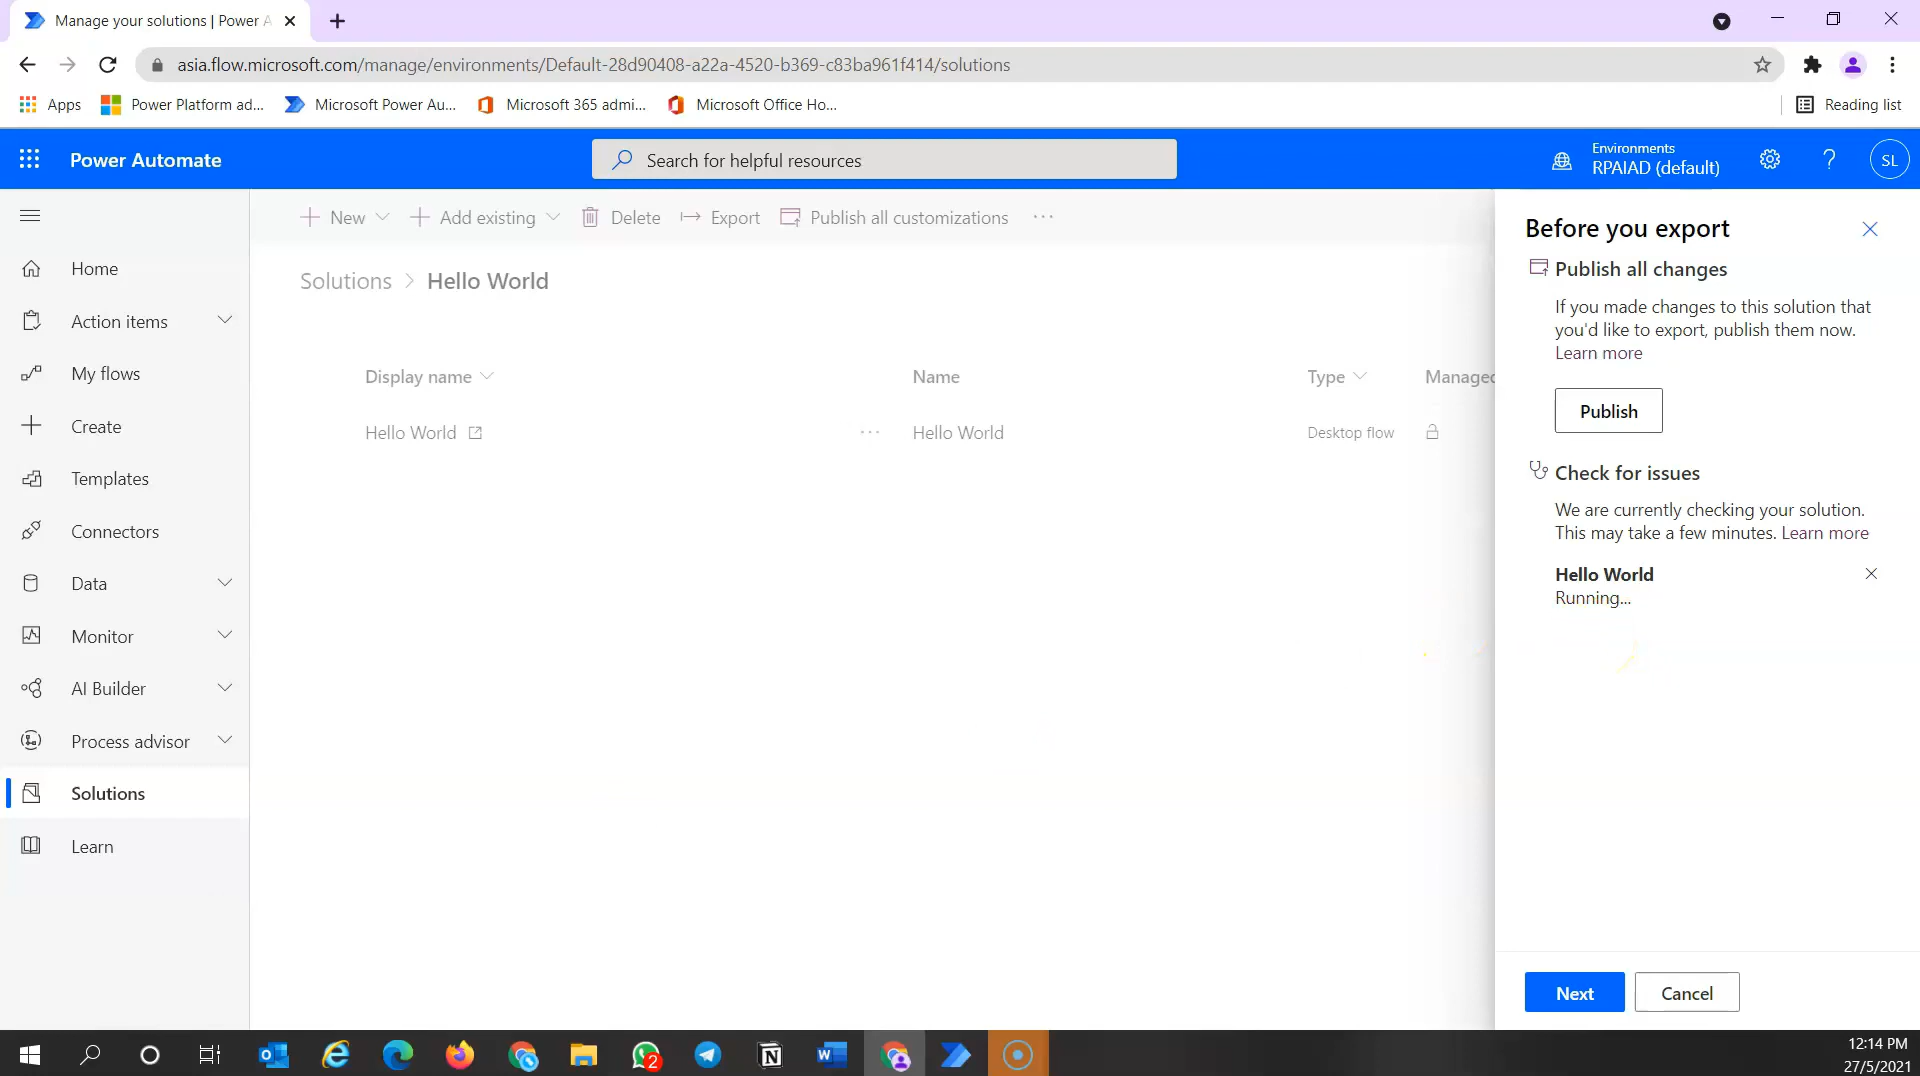 Manage your solutions | Power A
asia.flow.microsoft.com/manage/environments/Default-28d90408-a22a-4520-b369-c83ba961f414/solutions
Apps
Power Platform ad...
Microsoft Power Au...
Microsoft 365 admi...
Microsoft Office Ho...
Reading list
Power Automate
Search for helpful resources
Environments
RPAIAD (default)
SL
New
Add existing
Delete
Export
Publish all customizations
Home
Action items
My flows
Create
Templates
Connectors
Data
Monitor
AI Builder
Process advisor
Solutions
Learn
Solutions > Hello World
Display name
Name
Type
Managed
Hello World
Hello World
Desktop flow
Before you export
Publish all changes
If you made changes to this solution that
you'd like to export, publish them now.
Learn more
Publish
Check for issues
We are currently checking your solution.
This may take a few minutes. Learn more
Hello World
Running...
Next
Cancel
2
12:14 PM
27/5/2021